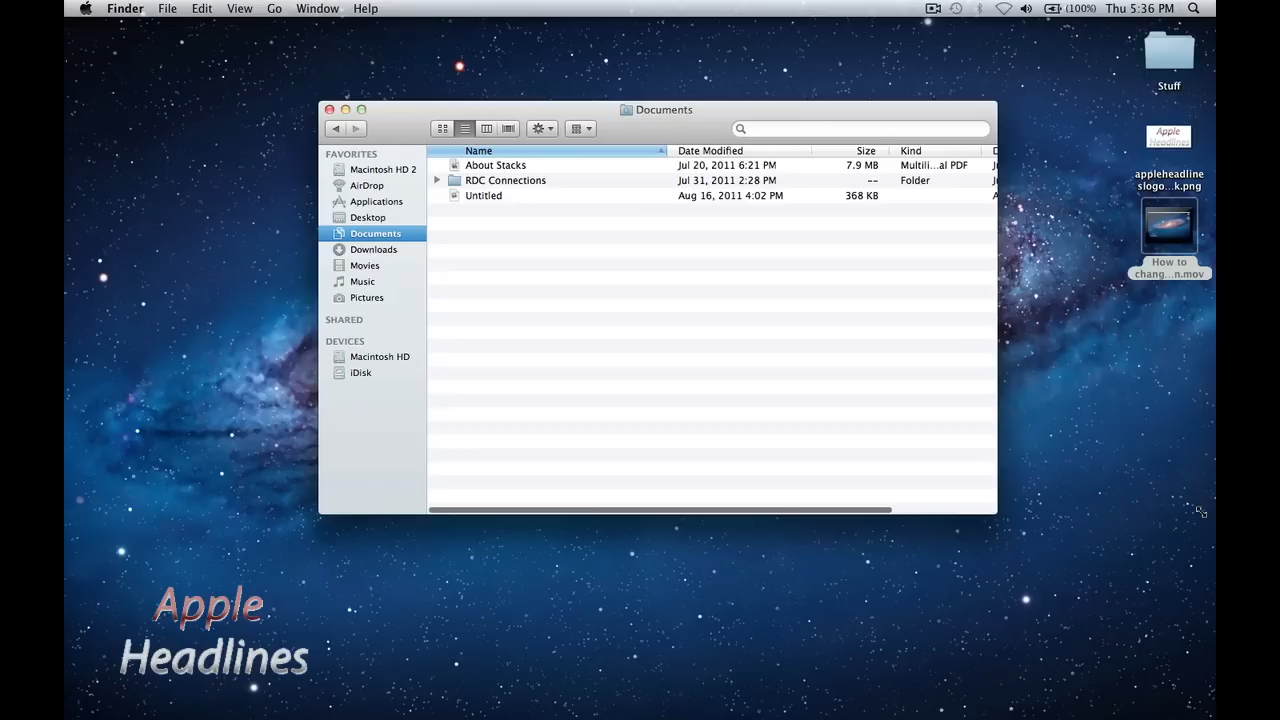 Finder File Edit View Go Window Help (100%) Thu 5:36 PM
Stuff
Apple
Headlines
appleheadline
slogo...k.png
How to
chang...n.mov
Documents
FAVORITES
Macintosh HD 2
AirDrop
Applications
Desktop
Documents
Downloads
Movies
Music
Pictures
SHARED
DEVICES
Macintosh HD
iDisk
Name Date Modified Size Kind
About Stacks Jul 20, 2011 6:21 PM 7.9 MB Multili...al PDF
RDC Connections Jul 31, 2011 2:28 PM -- Folder
Untitled Aug 16, 2011 4:02 PM 368 KB
Apple
Headlines